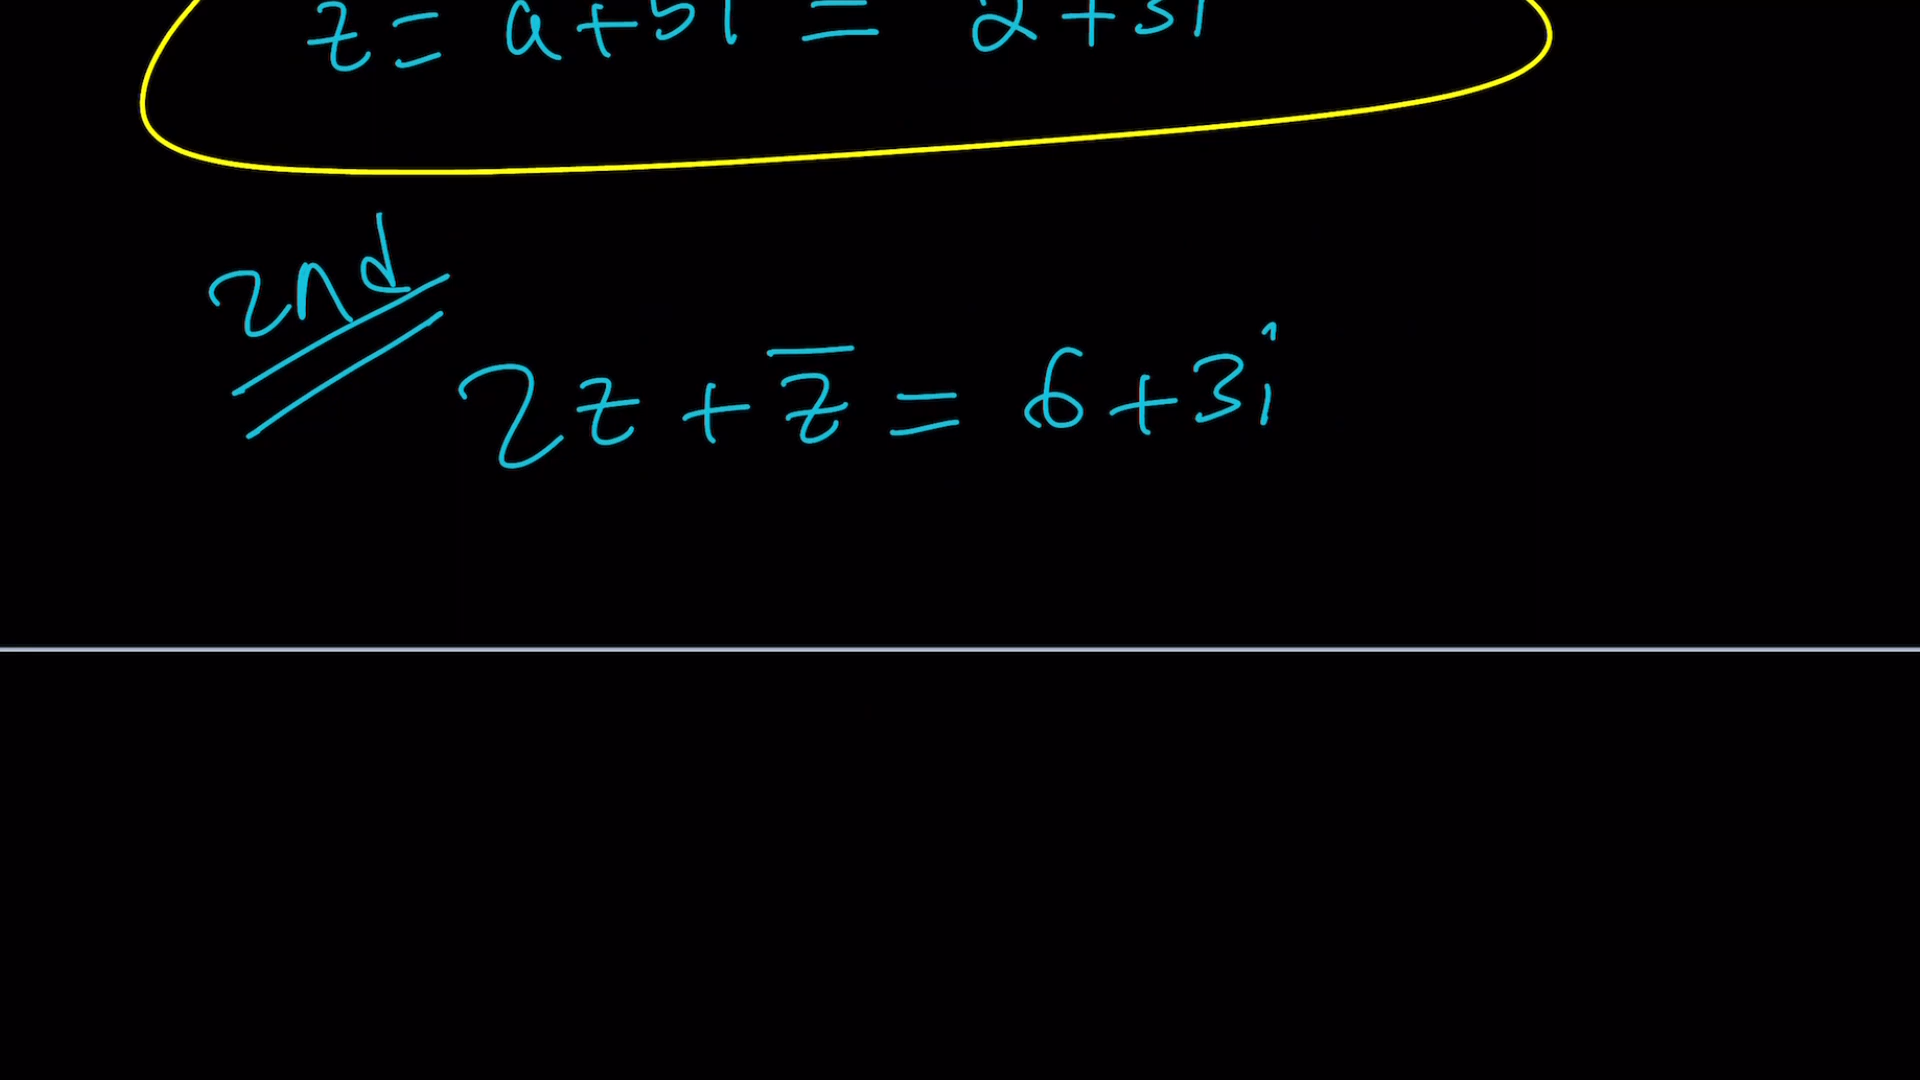 z = a+bi = 2+3i
2nd
2z + z̅ = 6+3i